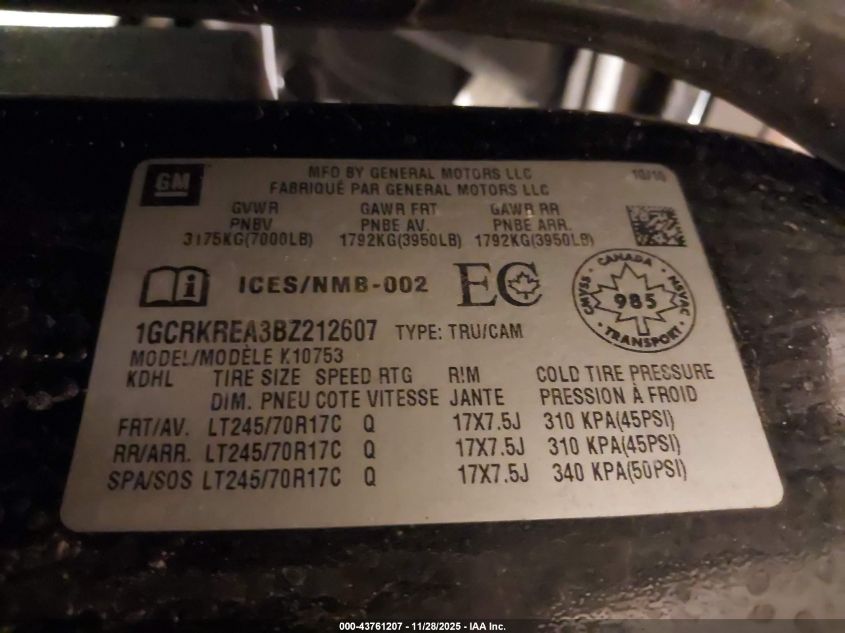 GM
MFD BY GENERAL MOTORS LLC
FABRIQUÉ PAR GENERAL MOTORS LLC
10/10
GVWR GAWR FRT GAWR RR
PNBV PNBE AV. PNBE ARR.
3175KG(7000LB) 1792KG(3950LB) 1792KG(3950LB)
i ICES/NMB-002 EC
CANADA
CMVSS 985 NSVAC
TRANSPORT
1GCRKREA3BZ212607 TYPE: TRU/CAM
MODEL/MODÈLE K10753
KDHL TIRE SIZE SPEED RTG RIM COLD TIRE PRESSURE
DIM. PNEU COTE VITESSE JANTE PRESSION À FROID
FRT/AV. LT245/70R17C Q 17X7.5J 310 KPA(45PSI)
RR/ARR. LT245/70R17C Q 17X7.5J 310 KPA(45PSI)
SPA/SOS LT245/70R17C Q 17X7.5J 340 KPA(50PSI)
000-43761207 - 11/28/2025 - IAA Inc.